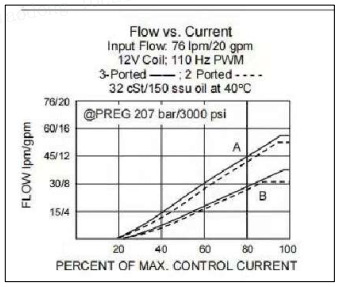 Flow vs. Current
Input Flow: 76 lpm/20 gpm
12V Coil; 110 Hz PWM
3-Ported ——; 2 Ported ----
32 cSt/150 ssu oil at 40°C
@PREG 207 bar/3000 psi
FLOW lpm/gpm
76/20
60/16
45/12
30/8
15/4
A
B
20 40 60 80 100
PERCENT OF MAX. CONTROL CURRENT